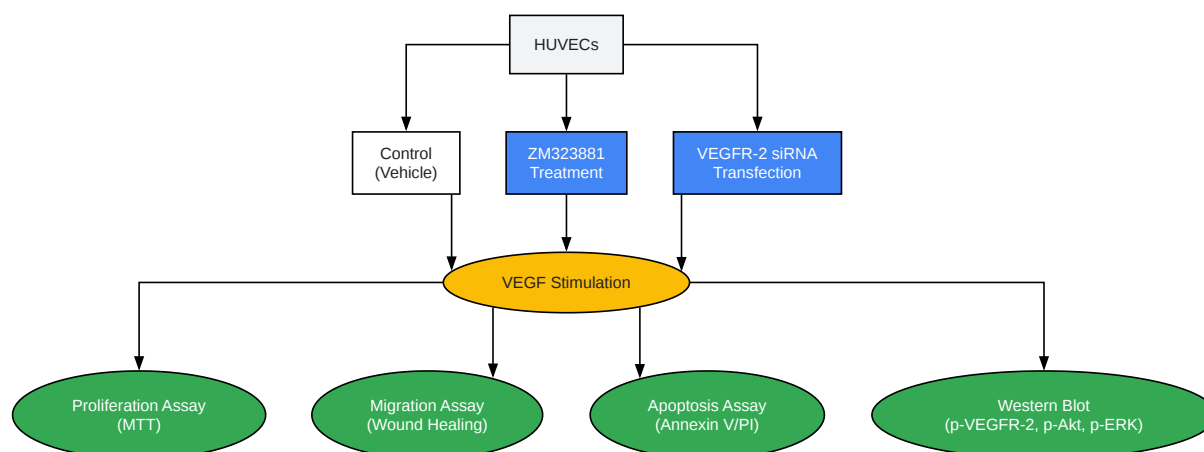 HUVECs
Control
(Vehicle)
ZM323881
Treatment
VEGFR-2 siRNA
Transfection
VEGF Stimulation
Proliferation Assay
(MTT)
Migration Assay
(Wound Healing)
Apoptosis Assay
(Annexin V/PI)
Western Blot
(p-VEGFR-2, p-Akt, p-ERK)